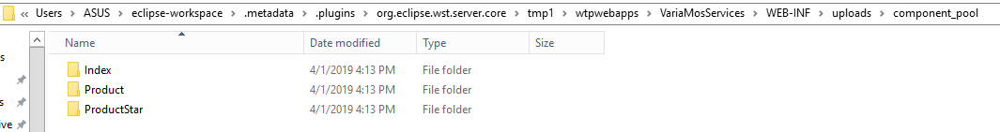 « Users > ASUS > eclipse-workspace > .metadata > .plugins > org.eclipse.wst.server.core > tmp1 > wtpwebapps > VariaMosServices > WEB-INF > uploads > component_pool
Name Date modified Type Size
s
Index 4/1/2019 4:13 PM File folder
Product 4/1/2019 4:13 PM File folder
s
ProductStar 4/1/2019 4:13 PM File folder
ive